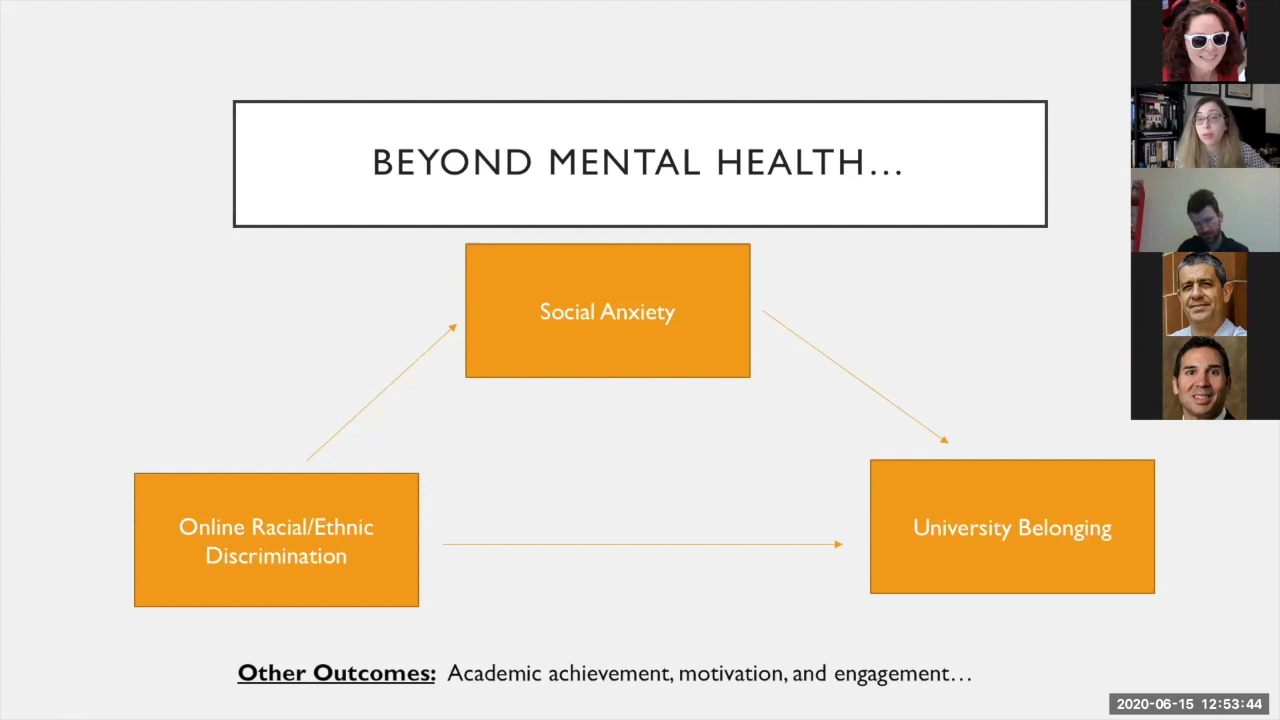 BEYOND MENTAL HEALTH…
Social Anxiety
Online Racial/Ethnic
Discrimination
University Belonging
Other Outcomes: Academic achievement, motivation, and engagement…
2020-06-15 12:53:44